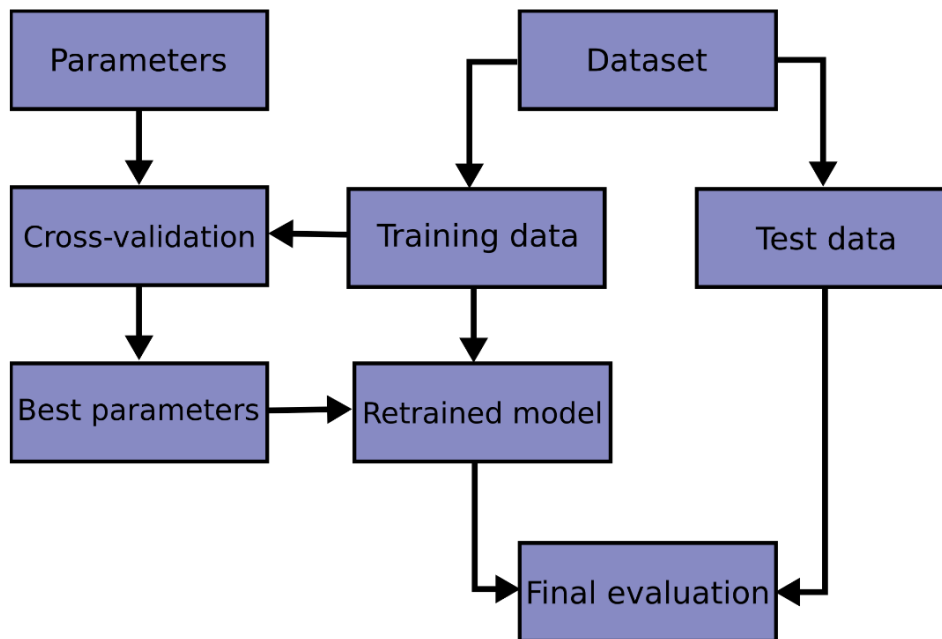 Parameters
Dataset
Cross-validation
Training data
Test data
Best parameters
Retrained model
Final evaluation